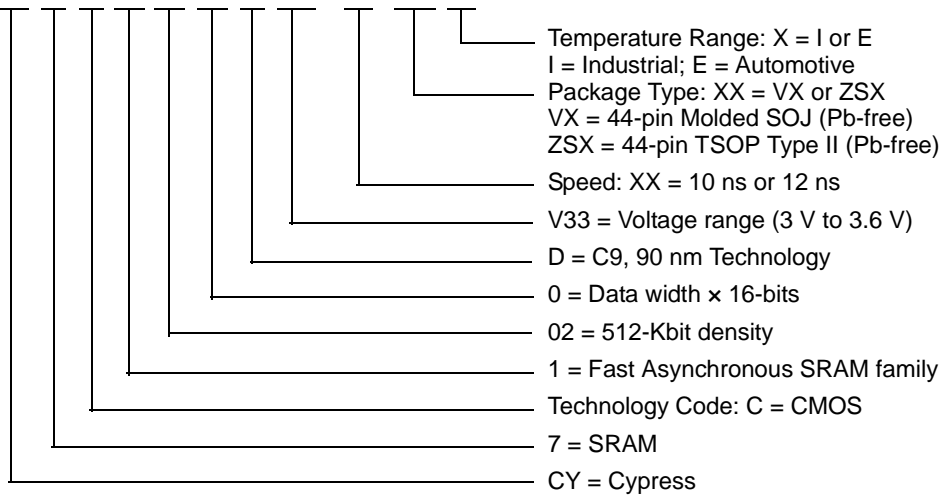 Temperature Range: X = I or E
I = Industrial; E = Automotive
Package Type: XX = VX or ZSX
VX = 44-pin Molded SOJ (Pb-free)
ZSX = 44-pin TSOP Type II (Pb-free)
Speed: XX = 10 ns or 12 ns
V33 = Voltage range (3 V to 3.6 V)
D = C9, 90 nm Technology
0 = Data width × 16-bits
02 = 512-Kbit density
1 = Fast Asynchronous SRAM family
Technology Code: C = CMOS
7 = SRAM
CY = Cypress